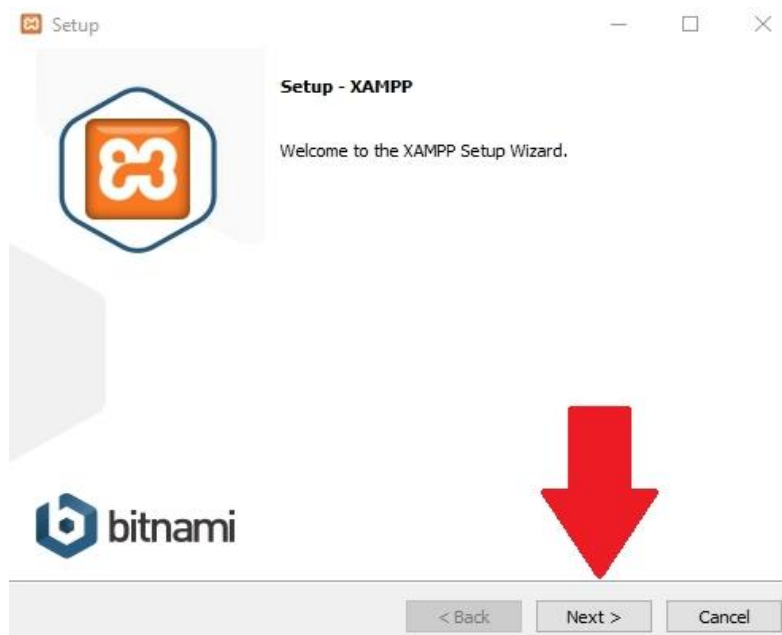 Setup
Setup - XAMPP
Welcome to the XAMPP Setup Wizard.
bitnami
< Back Next > Cancel